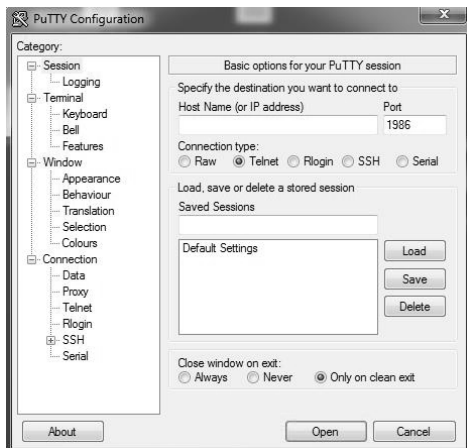 PuTTY Configuration
Category:
Session
Logging
Terminal
Keyboard
Bell
Features
Window
Appearance
Behaviour
Translation
Selection
Colours
Connection
Data
Proxy
Telnet
Rlogin
SSH
Serial
Basic options for your PuTTY session
Specify the destination you want to connect to
Host Name (or IP address) Port
1986
Connection type:
Raw Telnet Rlogin SSH Serial
Load, save or delete a stored session
Saved Sessions
Default Settings
Load
Save
Delete
Close window on exit:
Always Never Only on clean exit
About Open Cancel